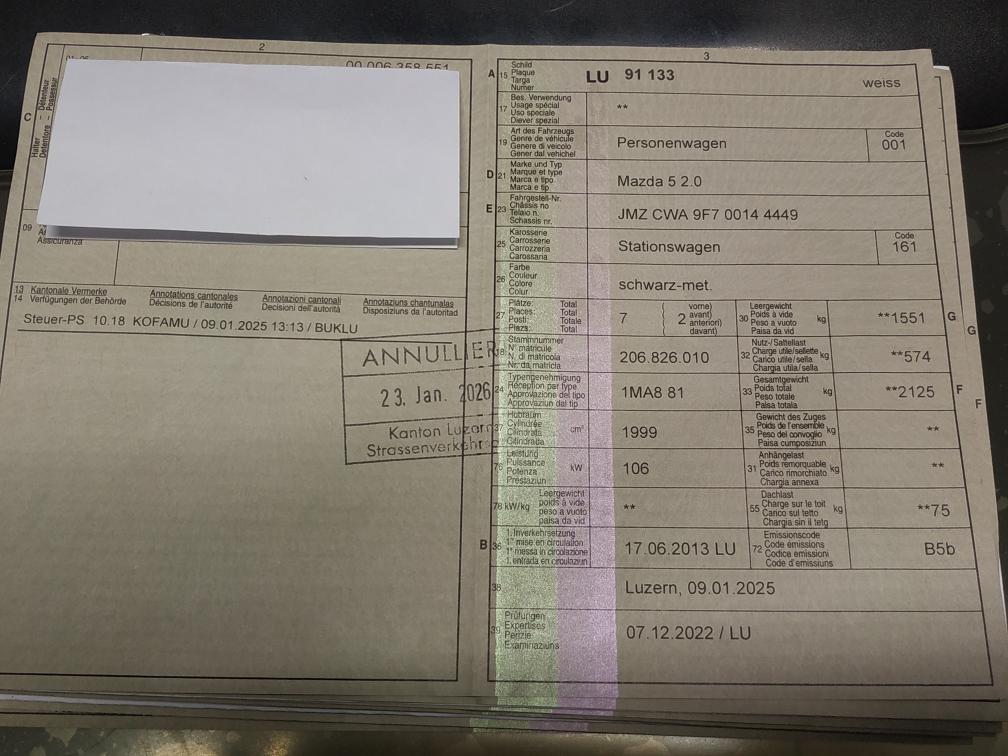 2
C
Halter - Détenteur
Detentore - Possessur
00.006.358.551
09
Assicuranza
13 Kantonale Vermerke Annotations cantonales Annotazioni cantonali Annotaziuns chantunalas
14 Verfügungen der Behörde Décisions de l'autorité Decisioni dell'autorità Disposiziuns da l'autoritad
Steuer-PS 10.18 KOFAMU / 09.01.2025 13:13 / BUKLU
ANNULLIER
23. Jan. 2026
Kanton Luzern
Strassenverkehrs
3
A 15 Schild
Plaque
Targa
Numer
LU 91 133 weiss
17 Bes. Verwendung
Usage spécial
Uso speciale
Diever spezial
**
19 Art des Fahrzeugs
Genre de véhicule
Genere di veicolo
Gener dal vehichel
Personenwagen
Code
001
D 21 Marke und Typ
Marque et type
Marca e tipo
Marca e tip
Mazda 5 2.0
E 23 Fahrgestell-Nr.
Châssis no
Telaio n.
Schassis nr.
JMZ CWA 9F7 0014 4449
25 Karosserie
Carrosserie
Carrozzeria
Carossaria
Stationswagen
Code
161
26 Farbe
Couleur
Colore
Colur
schwarz-met.
27 Plätze: Total
Places: Total
Posti: Totale
Plazs: Total
7
2 vorne)
avant)
anteriori)
davant)
30 Leergewicht
Poids à vide
Peso a vuoto
Paisa da vid
kg
**1551
G
G
18 Stammnummer
N° matricule
N. di matricola
Nr. da matricla
206.826.010
32 Nutz-/Sattellast
Charge utile/sellette
Carico utile/sella
Chargia utila/sella
kg
**574
24 Typengenehmigung
Réception par type
Approvazione del tipo
Approvaziun dal tip
1MA8 81
33 Gesamtgewicht
Poids total
Peso totale
Paisa totala
kg
**2125
F
F
37 Hubraum
Cylindrée
Cilindrata
Cilindrada
cm³
1999
35 Gewicht des Zuges
Poids de l'ensemble
Peso del convoglio
Paisa cumposiziun
kg
**
76 Leistung
Puissance
Potenza
Prestaziun
kW
106
31 Anhängelast
Poids remorquable
Carico rimorchiato
Chargia annexa
kg
**
78 kW/kg
Leergewicht
poids à vide
peso a vuoto
paisa da vid
**
55 Dachlast
Charge sur le toit
Carico sul tetto
Chargia sin il tetg
kg
**75
B 36 1. Inverkehrsetzung
1re mise en circulation
1a messa in circolazione
1. entrada en circulaziun
17.06.2013 LU
72 Emissionscode
Code émissions
Codice emissioni
Code d'emissiuns
B5b
38
Luzern, 09.01.2025
39 Prüfungen
Expertises
Perizie
Examinaziuns
07.12.2022 / LU